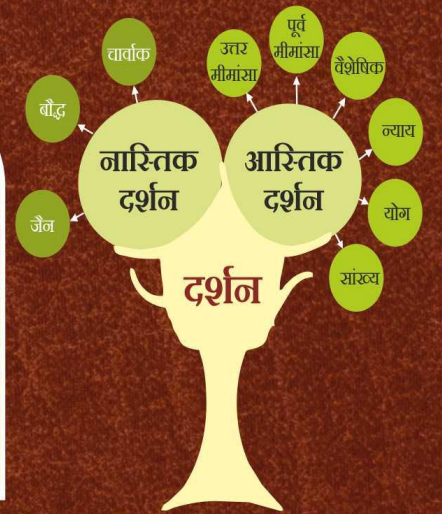 चार्वाक
बौद्ध
जैन
नास्तिक
दर्शन
उत्तर
मीमांसा
पूर्व
मीमांसा
वैशेषिक
न्याय
योग
सांख्य
आस्तिक
दर्शन
दर्शन